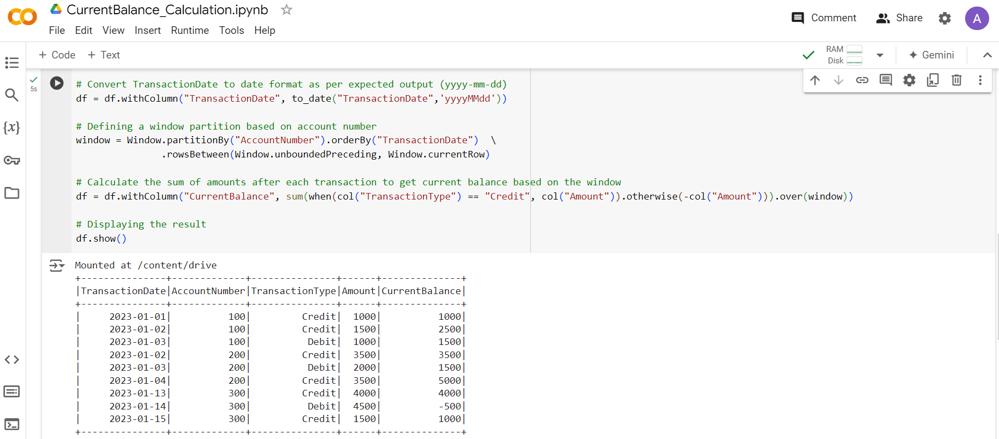 CurrentBalance_Calculation.ipynb
File Edit View Insert Runtime Tools Help
Comment Share A
+ Code + Text
RAM
Disk
Gemini
{x}
5s
# Convert TransactionDate to date format as per expected output (yyyy-mm-dd)
df = df.withColumn("TransactionDate", to_date("TransactionDate",'yyyyMMdd'))
# Defining a window partition based on account number
window = Window.partitionBy("AccountNumber").orderBy("TransactionDate")  \
               .rowsBetween(Window.unboundedPreceding, Window.currentRow)
# Calculate the sum of amounts after each transaction to get current balance based on the window
df = df.withColumn("CurrentBalance", sum(when(col("TransactionType") == "Credit", col("Amount")).otherwise(-col("Amount"))).over(window))
# Displaying the result
df.show()
Mounted at /content/drive
+---------------+-------------+---------------+------+--------------+
|TransactionDate|AccountNumber|TransactionType|Amount|CurrentBalance|
+---------------+-------------+---------------+------+--------------+
|     2023-01-01|          100|         Credit|  1000|          1000|
|     2023-01-02|          100|         Credit|  1500|          2500|
|     2023-01-03|          100|          Debit|  1000|          1500|
|     2023-01-02|          200|         Credit|  3500|          3500|
|     2023-01-03|          200|          Debit|  2000|          1500|
|     2023-01-04|          200|         Credit|  3500|          5000|
|     2023-01-13|          300|         Credit|  4000|          4000|
|     2023-01-14|          300|          Debit|  4500|          -500|
|     2023-01-15|          300|         Credit|  1500|          1000|
+---------------+-------------+---------------+------+--------------+